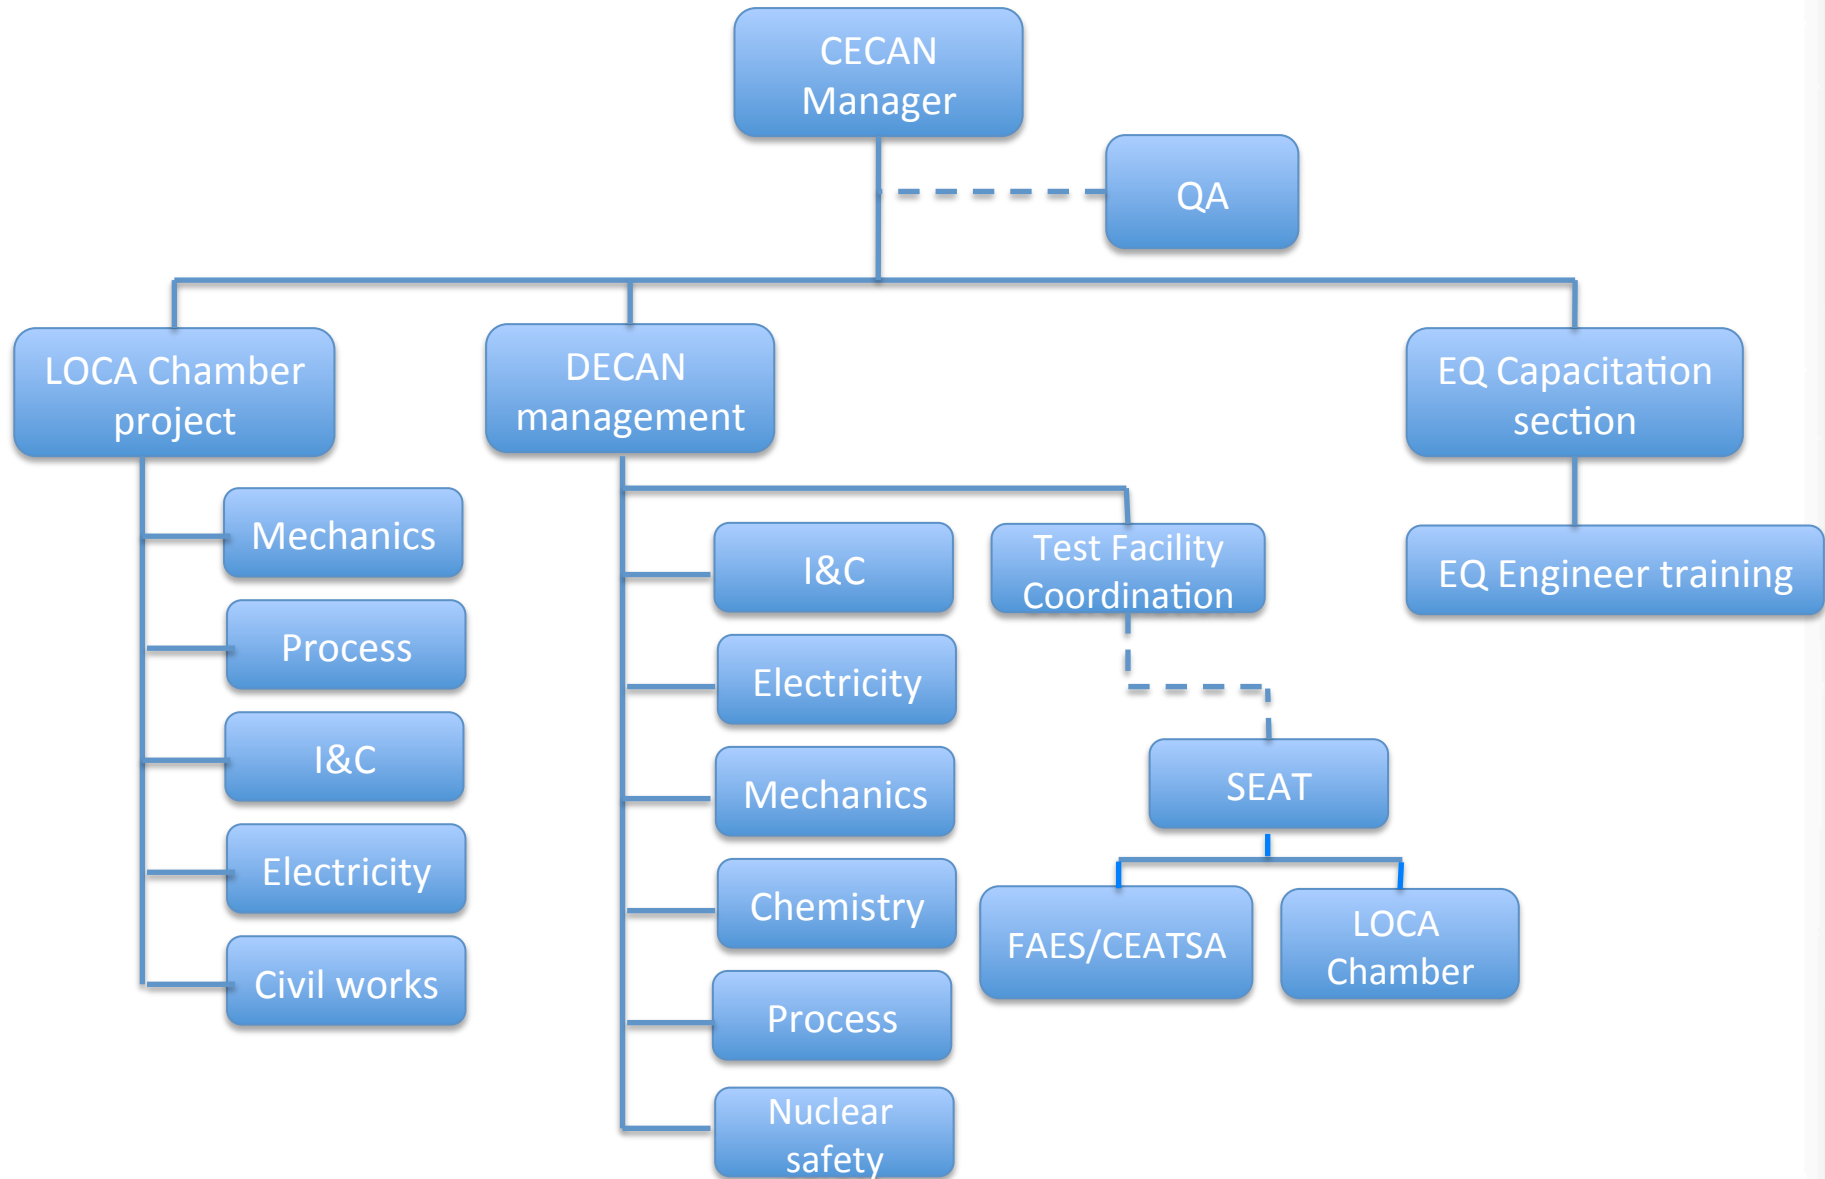 CECAN
Manager
QA
LOCA Chamber
project
DECAN
management
EQ Capacitation
section
Mechanics
Process
I&C
Electricity
Civil works
I&C
Electricity
Mechanics
Chemistry
Process
Nuclear
safety
Test Facility
Coordination
SEAT
FAES/CEATSA
LOCA
Chamber
EQ Engineer training